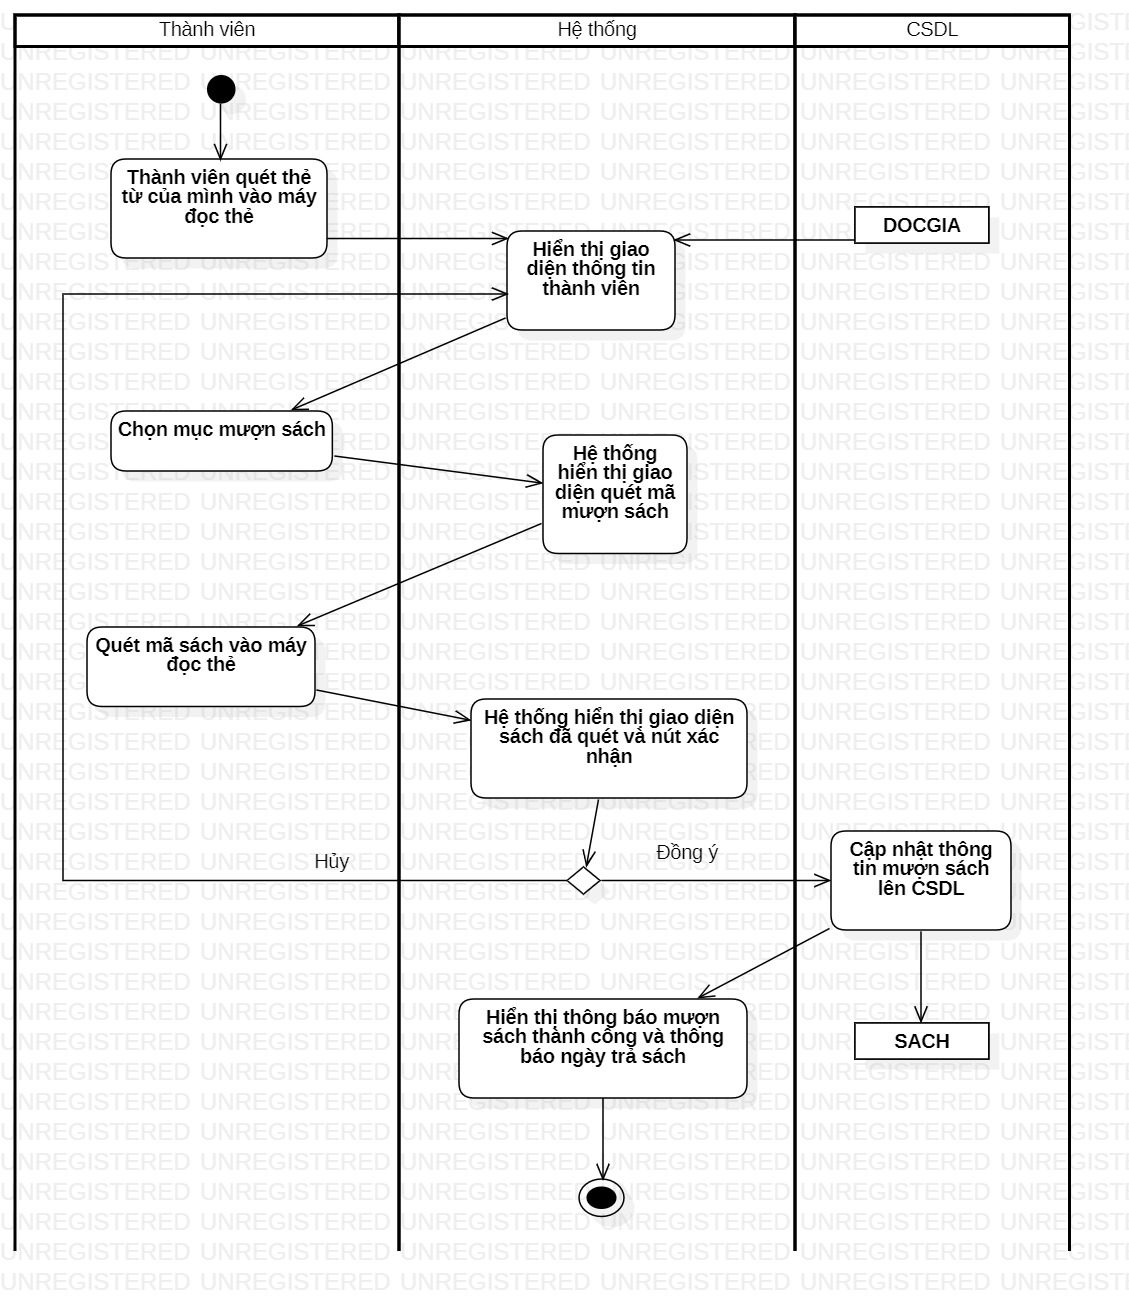 Thành viên
Hệ thống
CSDL
Thành viên quét thẻ
từ của mình vào máy
đọc thẻ
DOCGIA
Hiển thị giao
diện thông tin
thành viên
Chọn mục mượn sách
Hệ thống
hiển thị giao
diện quét mã
mượn sách
Quét mã sách vào máy
đọc thẻ
Hệ thống hiển thị giao diện
sách đã quét và nút xác
nhận
Hủy
Đồng ý
Cập nhật thông
tin mượn sách
lên CSDL
Hiển thị thông báo mượn
sách thành công và thông
báo ngày trả sách
SACH
UNREGISTERED